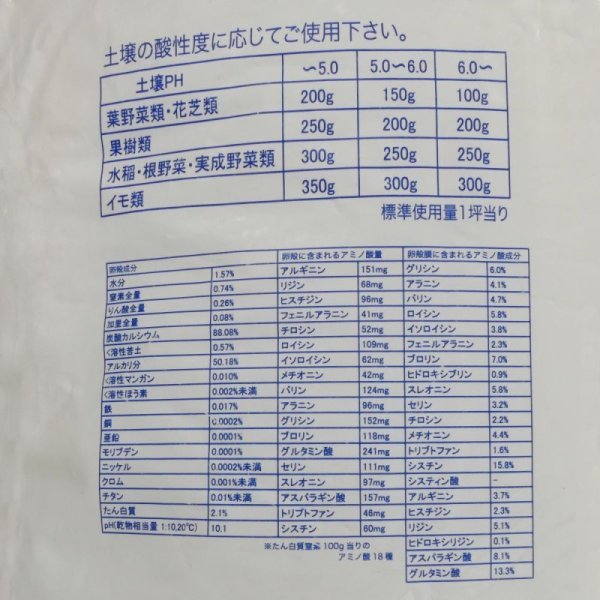 土壌の酸性度に応じてご使用下さい。
土壌PH 〜5.0 5.0〜6.0 6.0〜
葉野菜類・花芝類 200g 150g 100g
果樹類 250g 200g 200g
水稲・根野菜・実成野菜類 300g 250g 250g
イモ類 350g 300g 300g
標準使用量1坪当り
卵殻成分
水分 1.57%
窒素全量 0.74%
りん酸全量 0.26%
加里全量 0.08%
炭酸カルシウム 88.08%
く溶性苦土 0.57%
アルカリ分 50.18%
く溶性マンガン 0.010%
く溶性ほう素 0.002%未満
鉄 0.017%
銅 0.0002%
亜鉛 0.0001%
モリブデン 0.0001%
ニッケル 0.0002%未満
クロム 0.001%未満
チタン 0.01%未満
たん白質 2.1%
pH(乾物相当量 1:10,20℃) 10.1
卵殻に含まれるアミノ酸量
アルギニン 151mg
リジン 68mg
ヒスチジン 96mg
フェニルアラニン 41mg
チロシン 52mg
ロイシン 109mg
イソロイシン 62mg
メチオニン 42mg
バリン 124mg
アラニン 96mg
グリシン 152mg
プロリン 118mg
グルタミン酸 241mg
セリン 111mg
スレオニン 97mg
アスパラギン酸 157mg
トリプトファン 46mg
シスチン 60mg
※たん白質窒素100g当りの
アミノ酸18種
卵殻膜に含まれるアミノ酸成分
グリシン 6.0%
アラニン 4.1%
バリン 4.7%
ロイシン 5.8%
イソロイシン 3.8%
フェニルアラニン 2.3%
プロリン 7.0%
ヒドロキシプリン 0.9%
スレオニン 5.8%
セリン 3.2%
チロシン 2.2%
メチオニン 4.4%
トリプトファン 1.6%
シスチン 15.8%
システィン酸 −
アルギニン 3.7%
ヒスチジン 2.3%
リジン 5.1%
ヒドロキシリジン 0.1%
アスパラギン酸 8.1%
グルタミン酸 13.3%